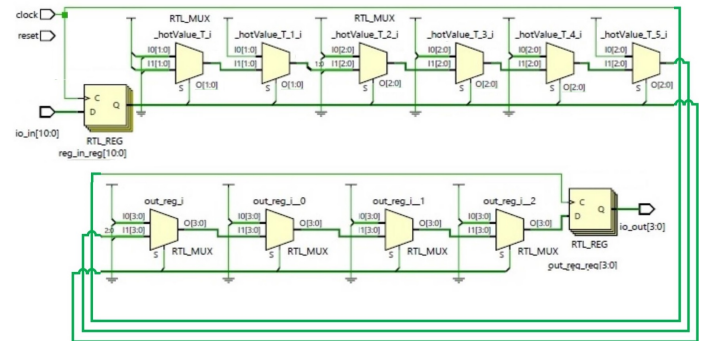 clock
reset
RTL_MUX
RTL_MUX
_hotValue_T_i
_hotValue_T_1_i
_hotValue_T_2_i
_hotValue_T_3_i
_hotValue_T_4_i
_hotValue_T_5_i
I0[1:0]
I1[1:0]
S
O[1:0]
I0[1:0]
I1[1:0]
S
O[1:0]
1:0
I0[2:0]
I1[2:0]
S
O[2:0]
I0[2:0]
I1[2:0]
S
O[2:0]
I0[2:0]
I1[2:0]
S
O[2:0]
I0[2:0]
I1[2:0]
S
O[2:0]
C
D
Q
io_in[10:0]
RTL_REG
reg_in_reg[10:0]
out_reg_i
out_reg_i__0
out_reg_i__1
out_reg_i__2
2:0
I0[3:0]
I1[3:0]
O[3:0]
S
RTL_MUX
I0[3:0]
I1[3:0]
O[3:0]
S
RTL_MUX
I0[3:0]
I1[3:0]
O[3:0]
S
RTL_MUX
I0[3:0]
I1[3:0]
O[3:0]
S
RTL_MUX
C
D
Q
io_out[3:0]
RTL_REG
out_reg_reg[3:0]